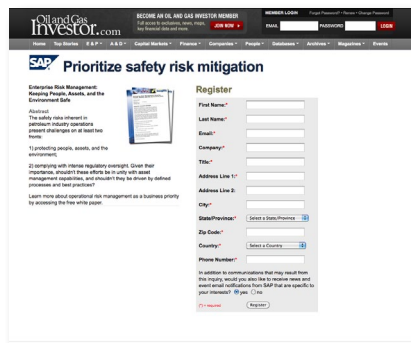 Oil and Gas Investor.com
BECOME AN OIL AND GAS INVESTOR MEMBER
Full access to exclusives, news, maps, key financial data and more.
JOIN NOW
MEMBER LOGIN
Forgot Password? • Renew • Change Password
EMAIL
PASSWORD
LOGIN
Home
Top Stories
E & P
A & D
Capital Markets
Finance
Companies
People
Databases
Archives
Magazines
Events
SAP
Prioritize safety risk mitigation
Enterprise Risk Management:
Keeping People, Assets, and the
Environment Safe
Abstract
The safety risks inherent in
petroleum industry operations
present challenges on at least two
fronts:
1) protecting people, assets, and the
environment;
2) complying with intense regulatory oversight. Given their
importance, shouldn't these efforts be in unity with asset
management capabilities, and shouldn't they be driven by defined
processes and best practices?
Learn more about operational risk management as a business priority
by accessing the free white paper.
Register
First Name:*
Last Name:*
Email:*
Company:*
Title:*
Address Line 1:*
Address Line 2:
City:*
State/Province:*
Select a State/Province
Zip Code:*
Country:*
Select a Country
Phone Number:*
In addition to communications that may result from
this inquiry, would you also like to receive news and
event email notifications from SAP that are specific to
your interests? yes no
(*) = required
Register